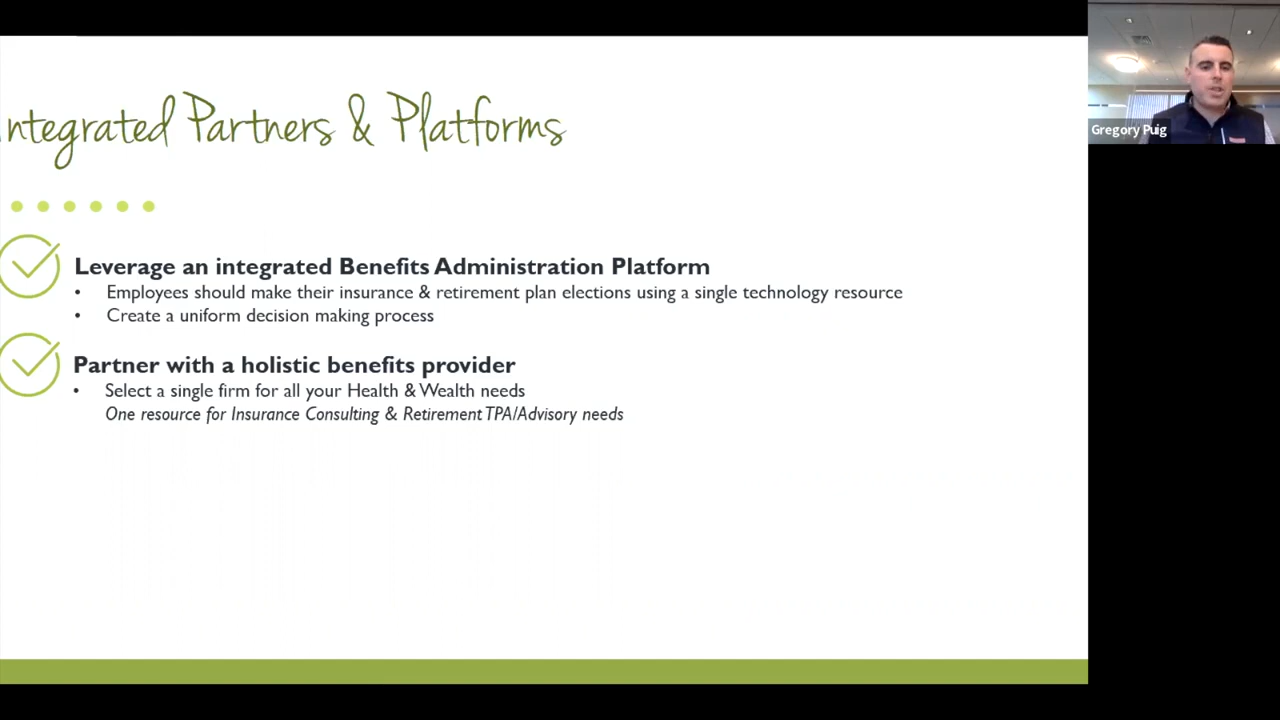 ntegrated Partners & Platforms
Gregory Puig
Leverage an integrated Benefits Administration Platform
• Employees should make their insurance & retirement plan elections using a single technology resource
• Create a uniform decision making process
Partner with a holistic benefits provider
• Select a single firm for all your Health & Wealth needs
One resource for Insurance Consulting & Retirement TPA/Advisory needs